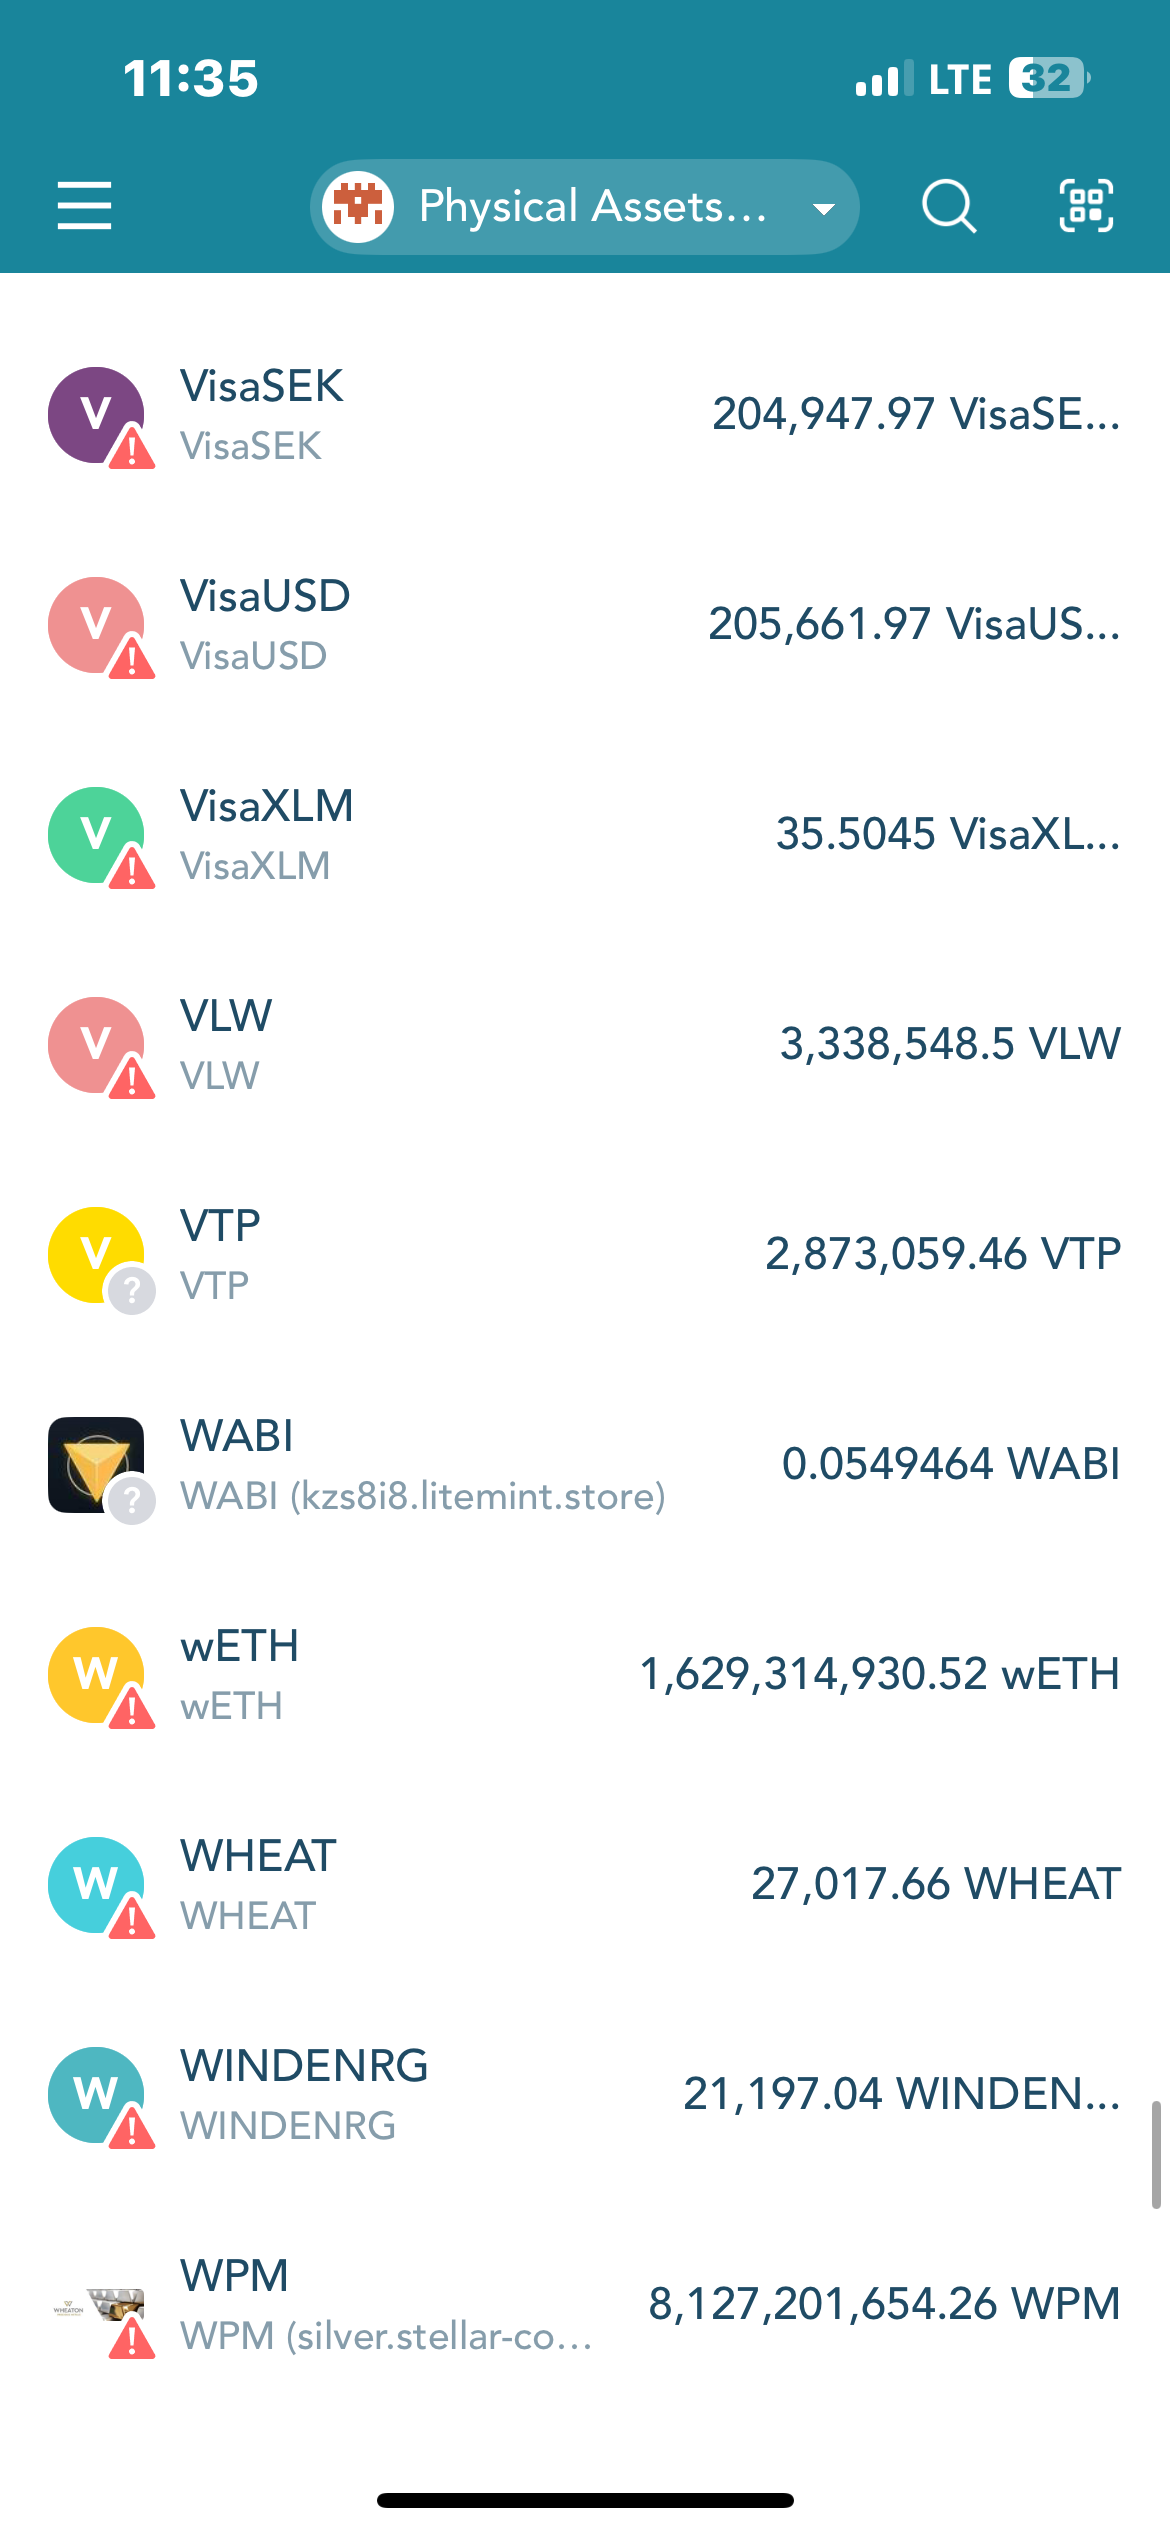 11:35
LTE 32
Physical Assets...
V
VisaSEK
VisaSEK
204,947.97 VisaSE...
V
VisaUSD
VisaUSD
205,661.97 VisaUS...
V
VisaXLM
VisaXLM
35.5045 VisaXL...
V
VLW
VLW
3,338,548.5 VLW
V
?
VTP
VTP
2,873,059.46 VTP
?
WABI
WABI (kzs8i8.litemint.store)
0.0549464 WABI
W
wETH
wETH
1,629,314,930.52 wETH
W
WHEAT
WHEAT
27,017.66 WHEAT
W
WINDENRG
WINDENRG
21,197.04 WINDEN...
WHEATON
WPM
WPM (silver.stellar-co...
8,127,201,654.26 WPM